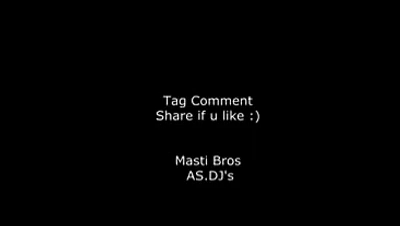 Tag Comment
Share if u like :)
Masti Bros
AS.DJ's